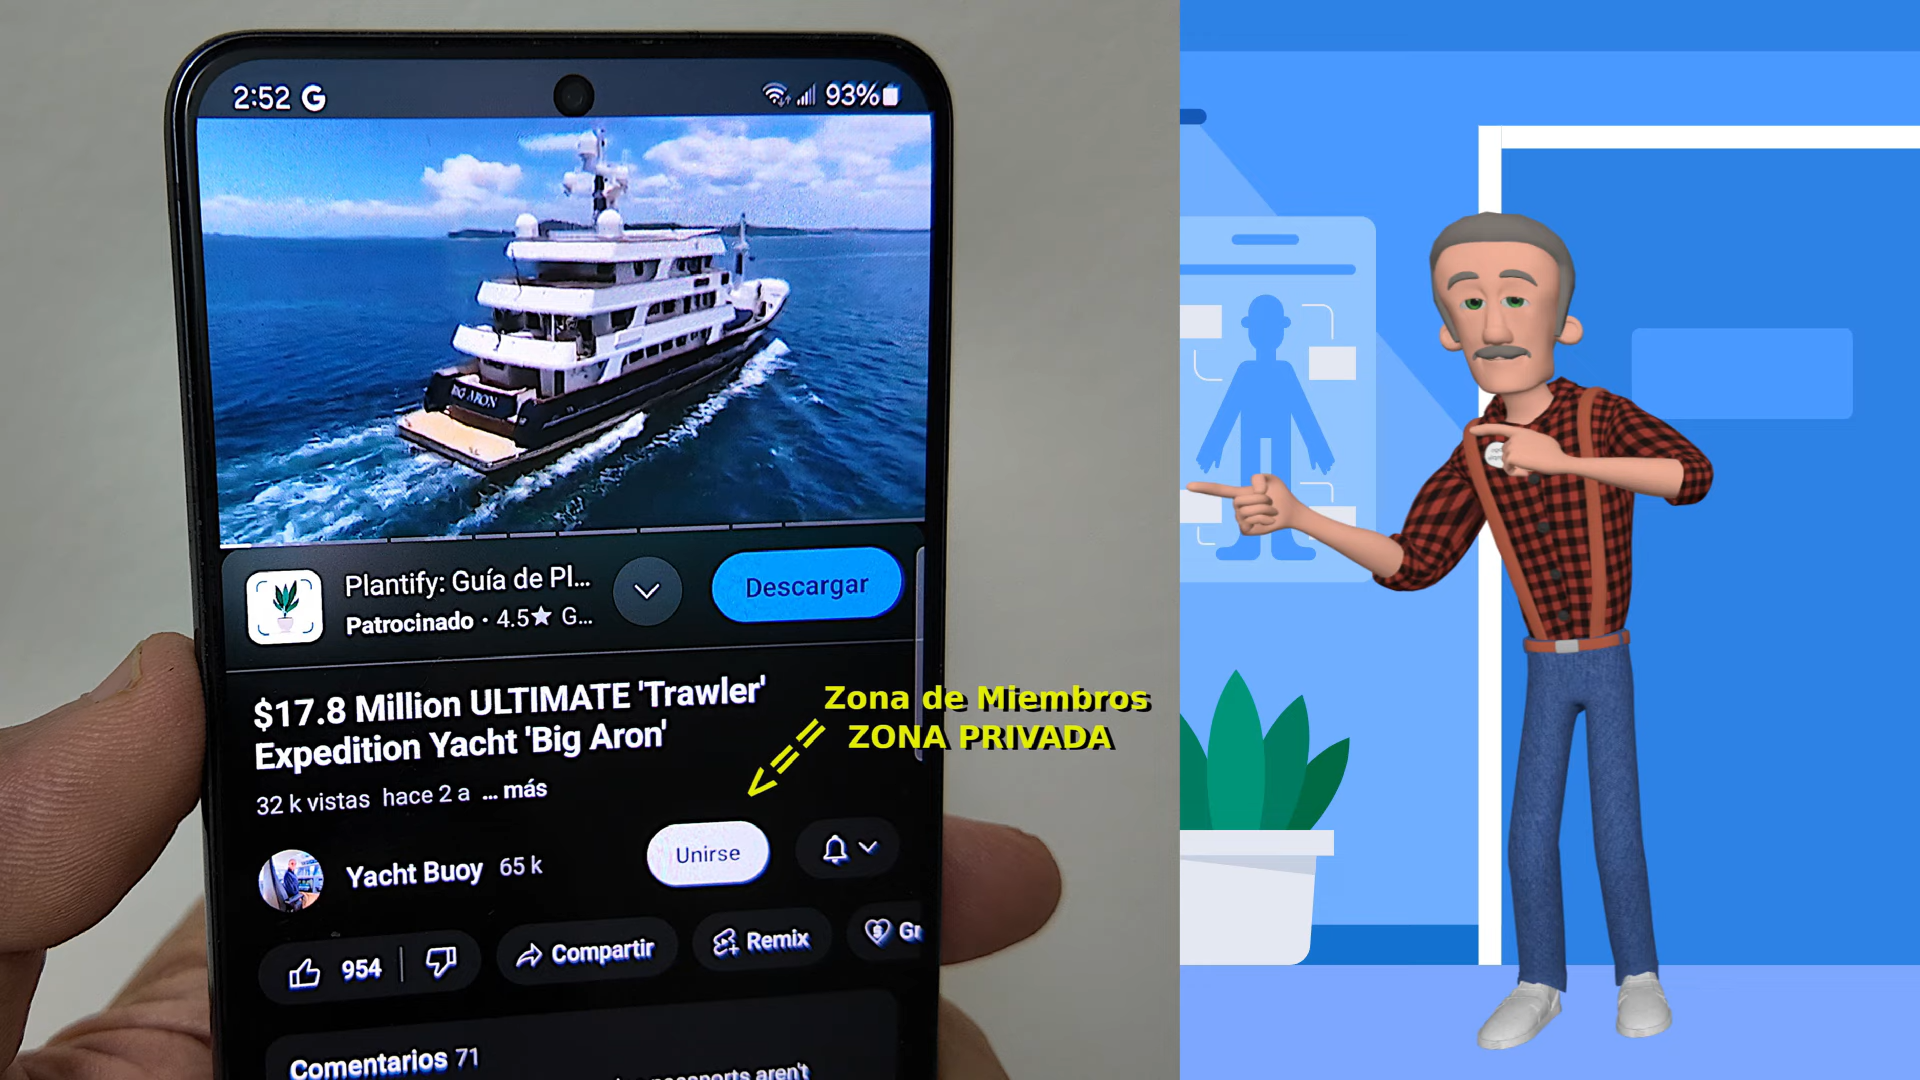 2:52 G
93%
BIG ARON
Plantify: Guía de Pl...
Patrocinado · 4.5★ G...
Descargar
$17.8 Million ULTIMATE 'Trawler'
Expedition Yacht 'Big Aron'
32 k vistas hace 2 a ... más
Zona de Miembros
ZONA PRIVADA
Yacht Buoy 65 k
Unirse
954
Compartir
Remix
Gr
Comentarios 71
aren't